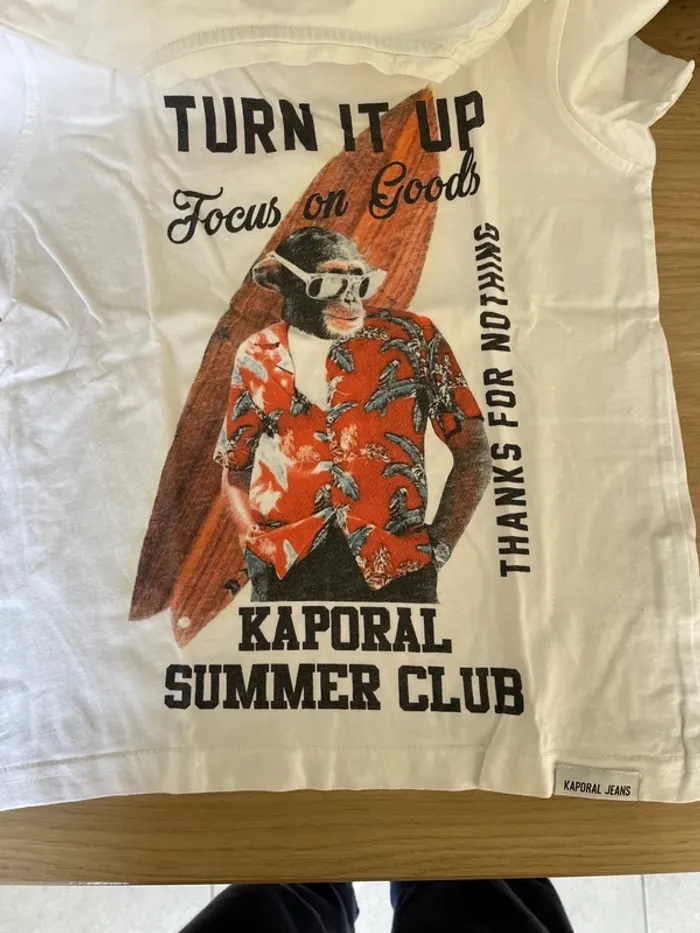 TURN IT UP
Focus on Goods
THANKS FOR NOTHING
KAPORAL
SUMMER CLUB
KAPORAL JEANS